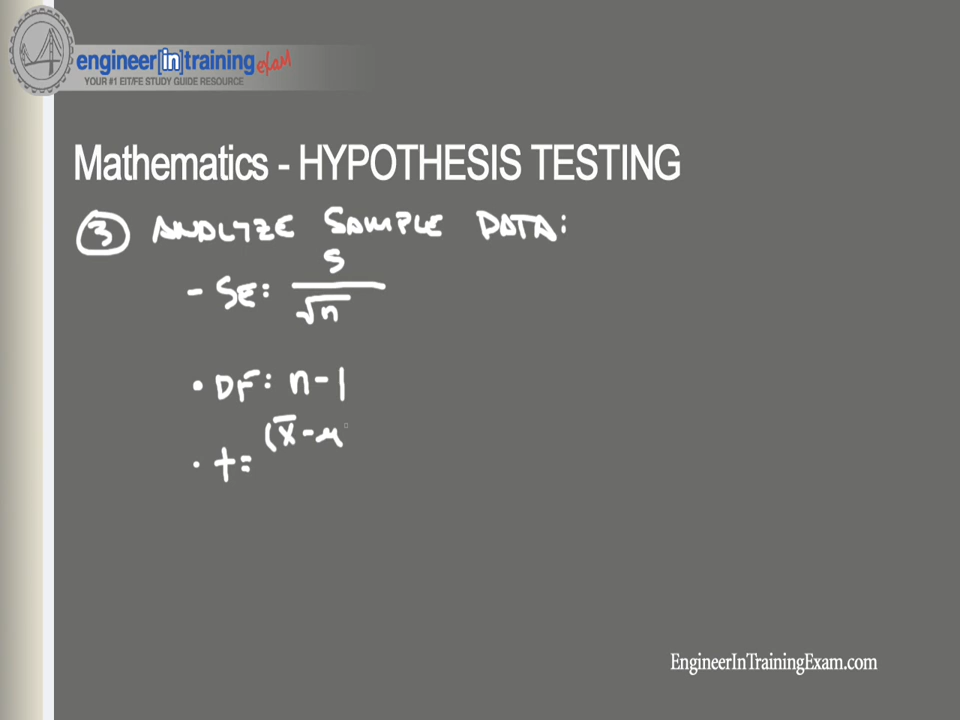 engineer[in]training exam
YOUR #1 EIT/FE STUDY GUIDE RESOURCE
Mathematics - HYPOTHESIS TESTING
③ ANALYZE SAMPLE DATA:
- SE: S
√n
• DF: n - 1
• t = (x̄ - μ
EngineerInTrainingExam.com